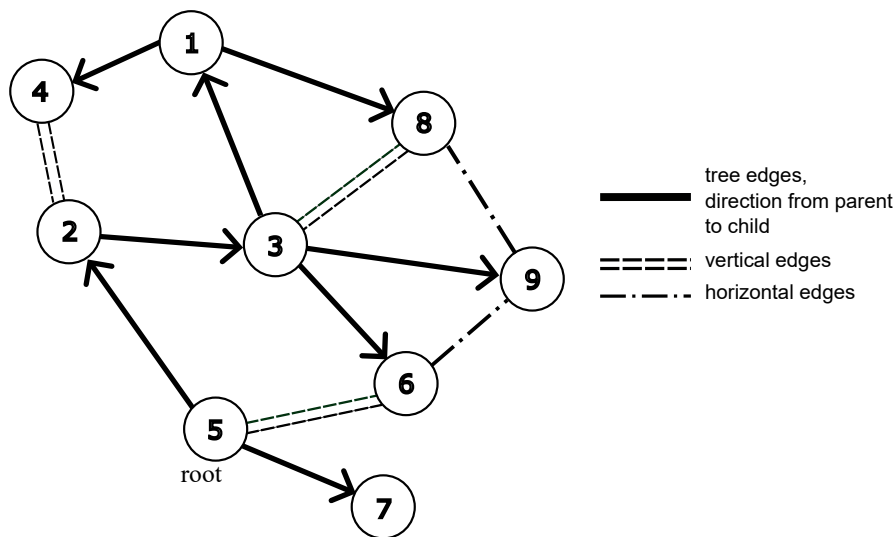 1
4
8
2
3
9
6
5
root
7
tree edges,
direction from parent
to child
vertical edges
horizontal edges